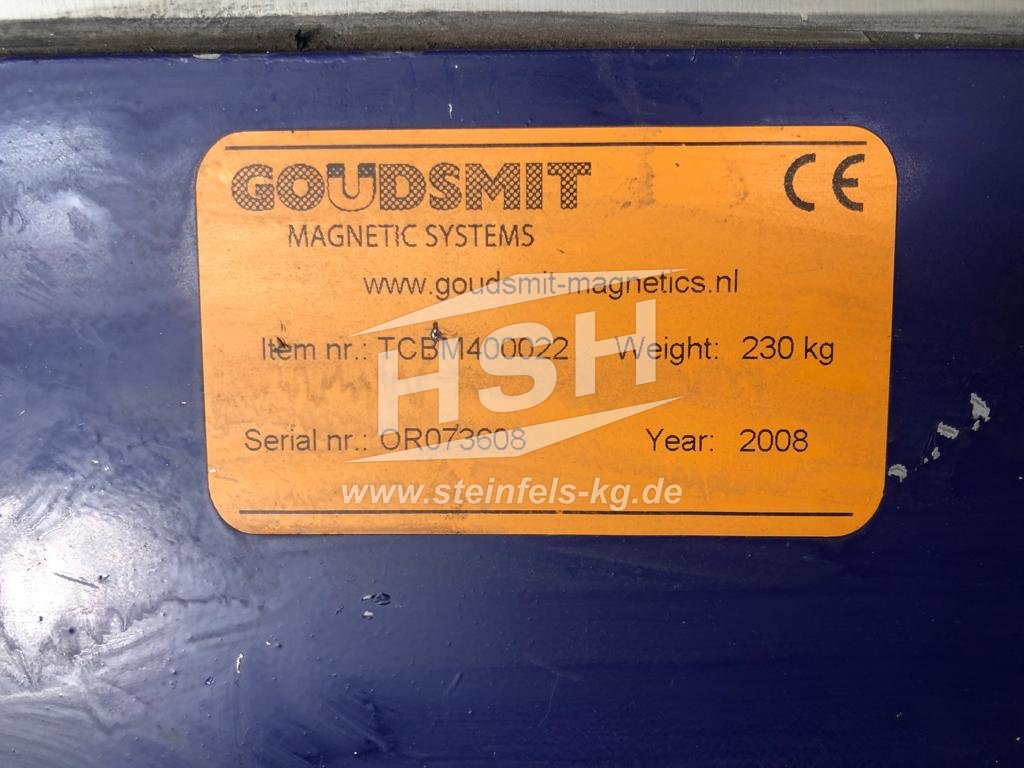 GOUDSMIT CE
MAGNETIC SYSTEMS
www.goudsmit-magnetics.nl
HSH
Item nr.: TCBM400022 Weight: 230 kg
Serial nr.: OR073608 Year: 2008
www.steinfels-kg.de